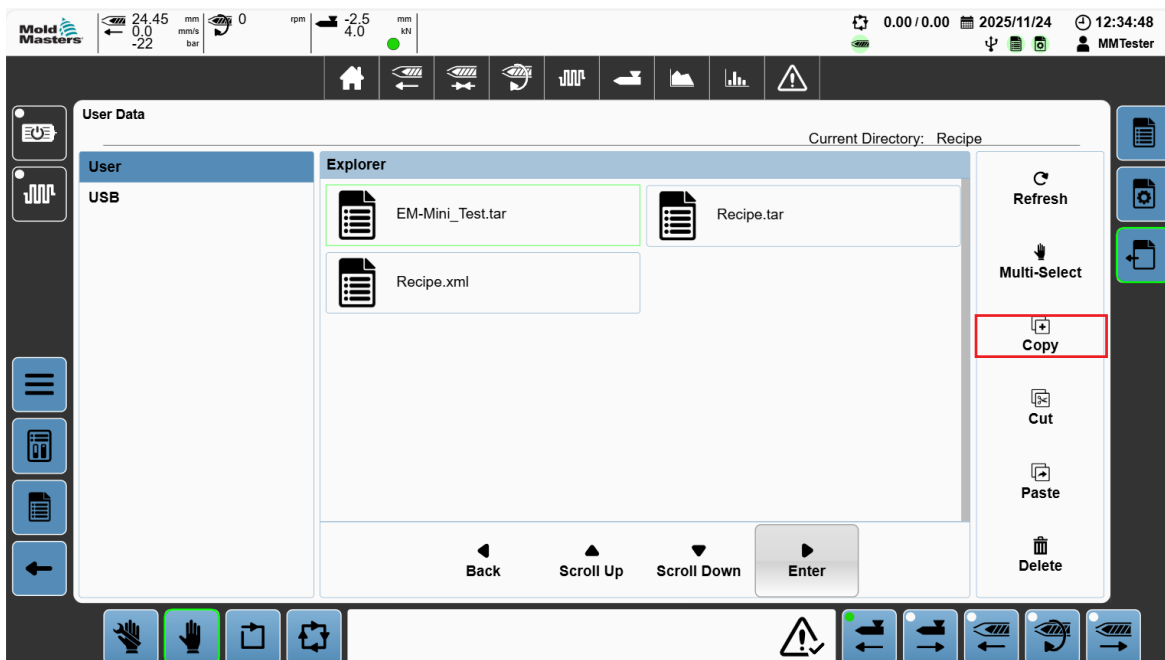 Mold
Masters
24.45 mm
0.0 mm/s
-22 bar
0 rpm
-2.5 mm
4.0 kN
0.00 / 0.00
2025/11/24
12:34:48
MMTester
User Data
Current Directory: Recipe
User
USB
Explorer
EM-Mini_Test.tar
Recipe.tar
Recipe.xml
Refresh
Multi-Select
Copy
Cut
Paste
Delete
Back
Scroll Up
Scroll Down
Enter